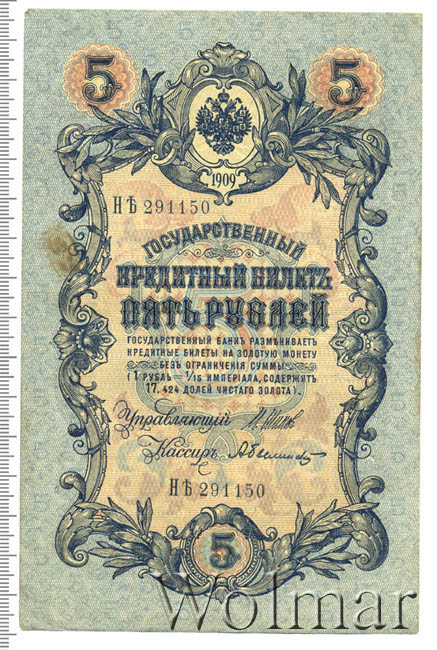 5 5
1909
НѢ 291150
ГОСУДАРСТВЕННЫЙ
КРЕДИТНЫЙ БИЛЕТЪ
ПЯТЬ РУБЛЕЙ
ГОСУДАРСТВЕННЫЙ БАНКЪ РАЗМѢНИВАЕТЪ
КРЕДИТНЫЕ БИЛЕТЫ НА ЗОЛОТУЮ МОНЕТУ
БЕЗЪ ОГРАНИЧЕНІЯ СУММЫ
(1 РУБЛЬ = 1/15 ИМПЕРІАЛА, СОДЕРЖИТЪ
17,424 ДОЛЕЙ ЧИСТАГО ЗОЛОТА).
Управляющій И. Шипов
Кассиръ
НѢ 291150
5
Wolmar